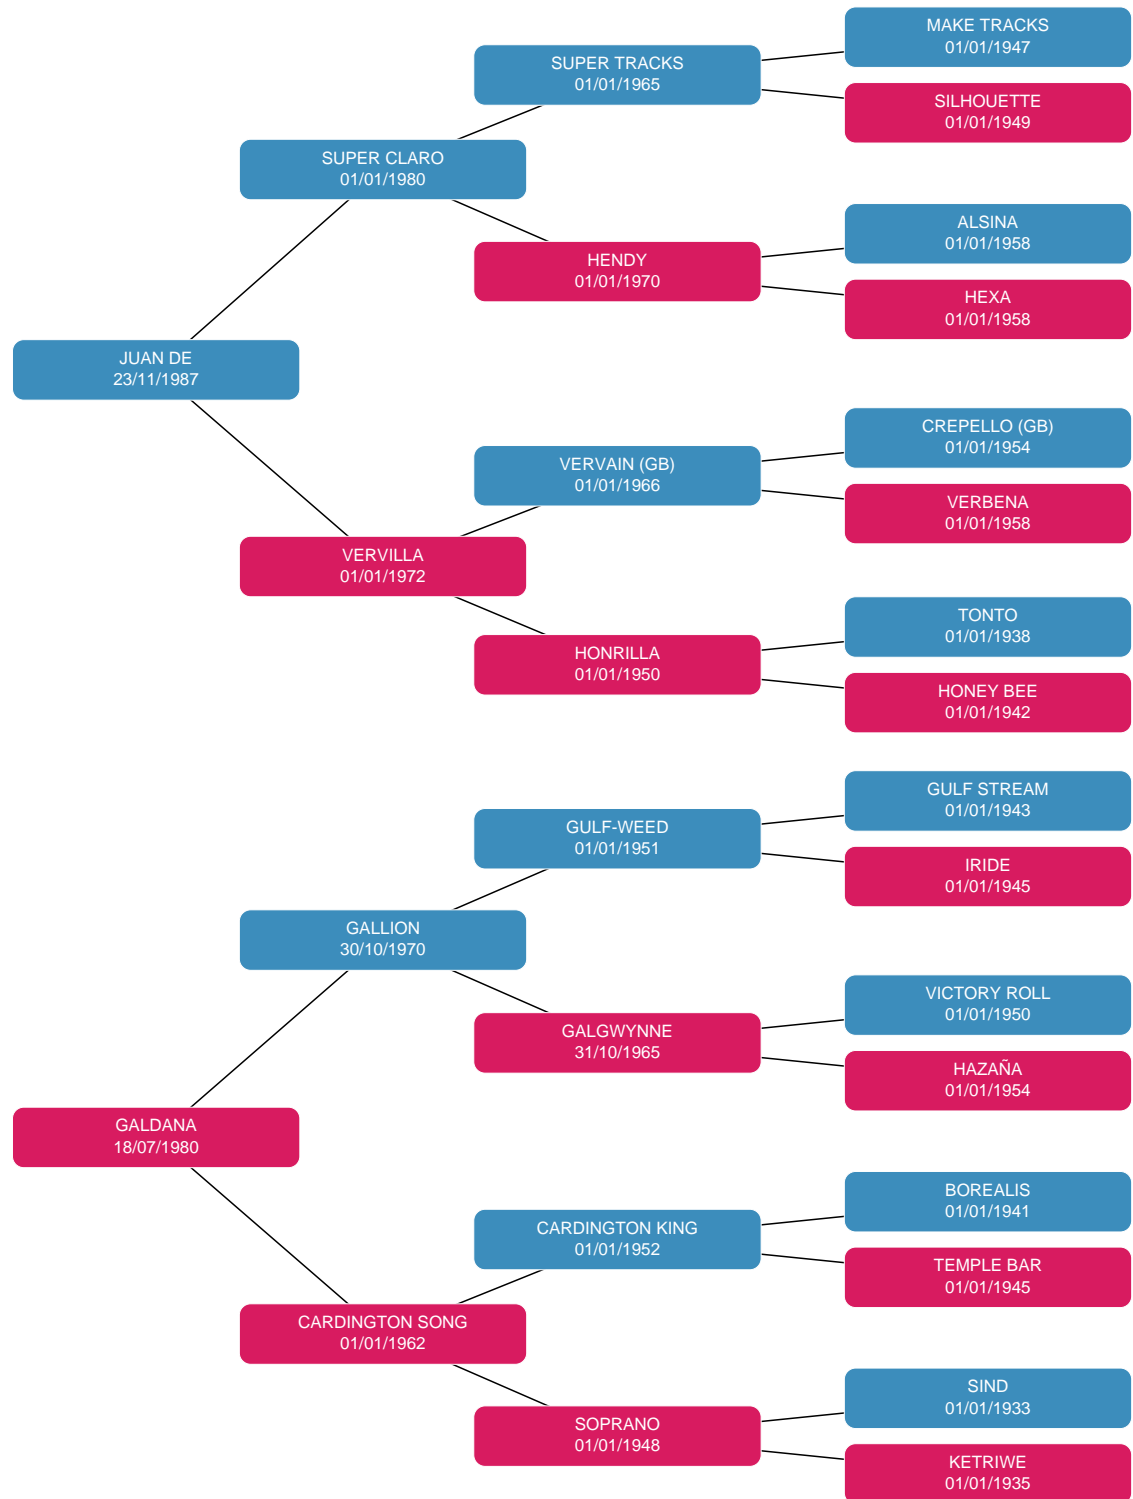 MAKE TRACKS
01/01/1947
SUPER TRACKS
01/01/1965
SILHOUETTE
01/01/1949
SUPER CLARO
01/01/1980
ALSINA
01/01/1958
HENDY
01/01/1970
HEXA
01/01/1958
JUAN DE
23/11/1987
CREPELLO (GB)
01/01/1954
VERVAIN (GB)
01/01/1966
VERBENA
01/01/1958
VERVILLA
01/01/1972
TONTO
01/01/1938
HONRILLA
01/01/1950
HONEY BEE
01/01/1942
GULF STREAM
01/01/1943
GULF-WEED
01/01/1951
IRIDE
01/01/1945
GALLION
30/10/1970
VICTORY ROLL
01/01/1950
GALGWYNNE
31/10/1965
HAZAÑA
01/01/1954
GALDANA
18/07/1980
BOREALIS
01/01/1941
CARDINGTON KING
01/01/1952
TEMPLE BAR
01/01/1945
CARDINGTON SONG
01/01/1962
SIND
01/01/1933
SOPRANO
01/01/1948
KETRIWE
01/01/1935